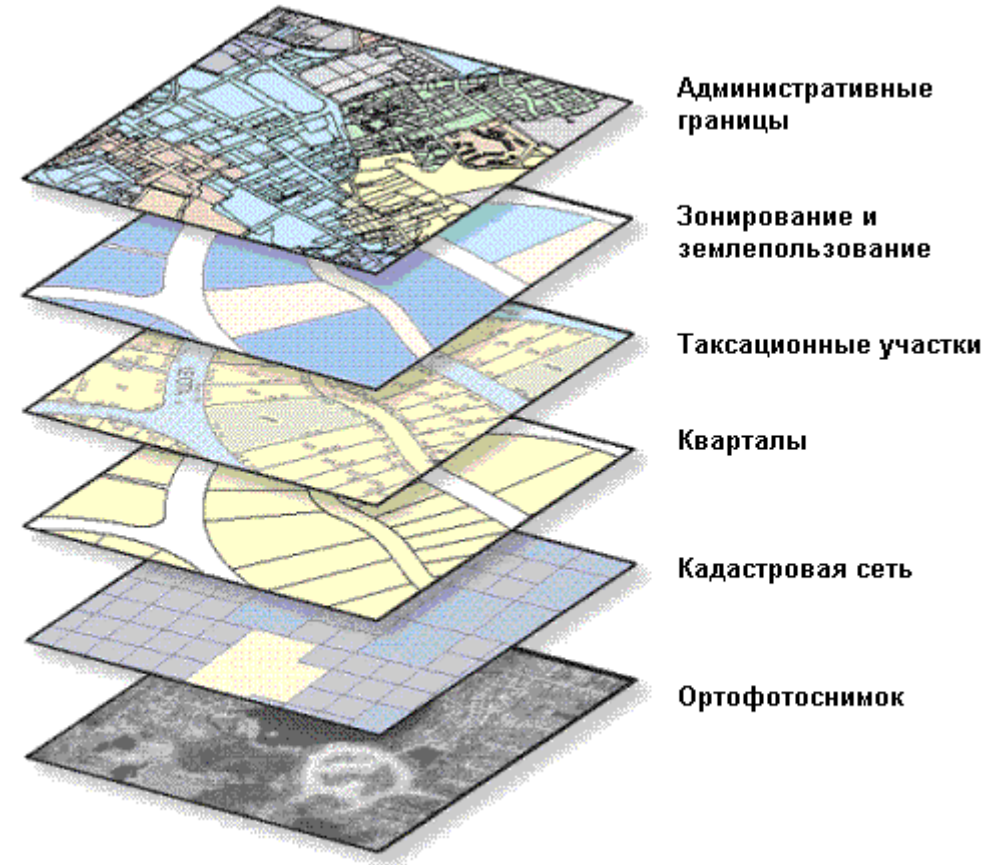 Административные
границы
Зонирование и
землепользование
Таксационные участки
Кварталы
Кадастровая сеть
Ортофотоснимок